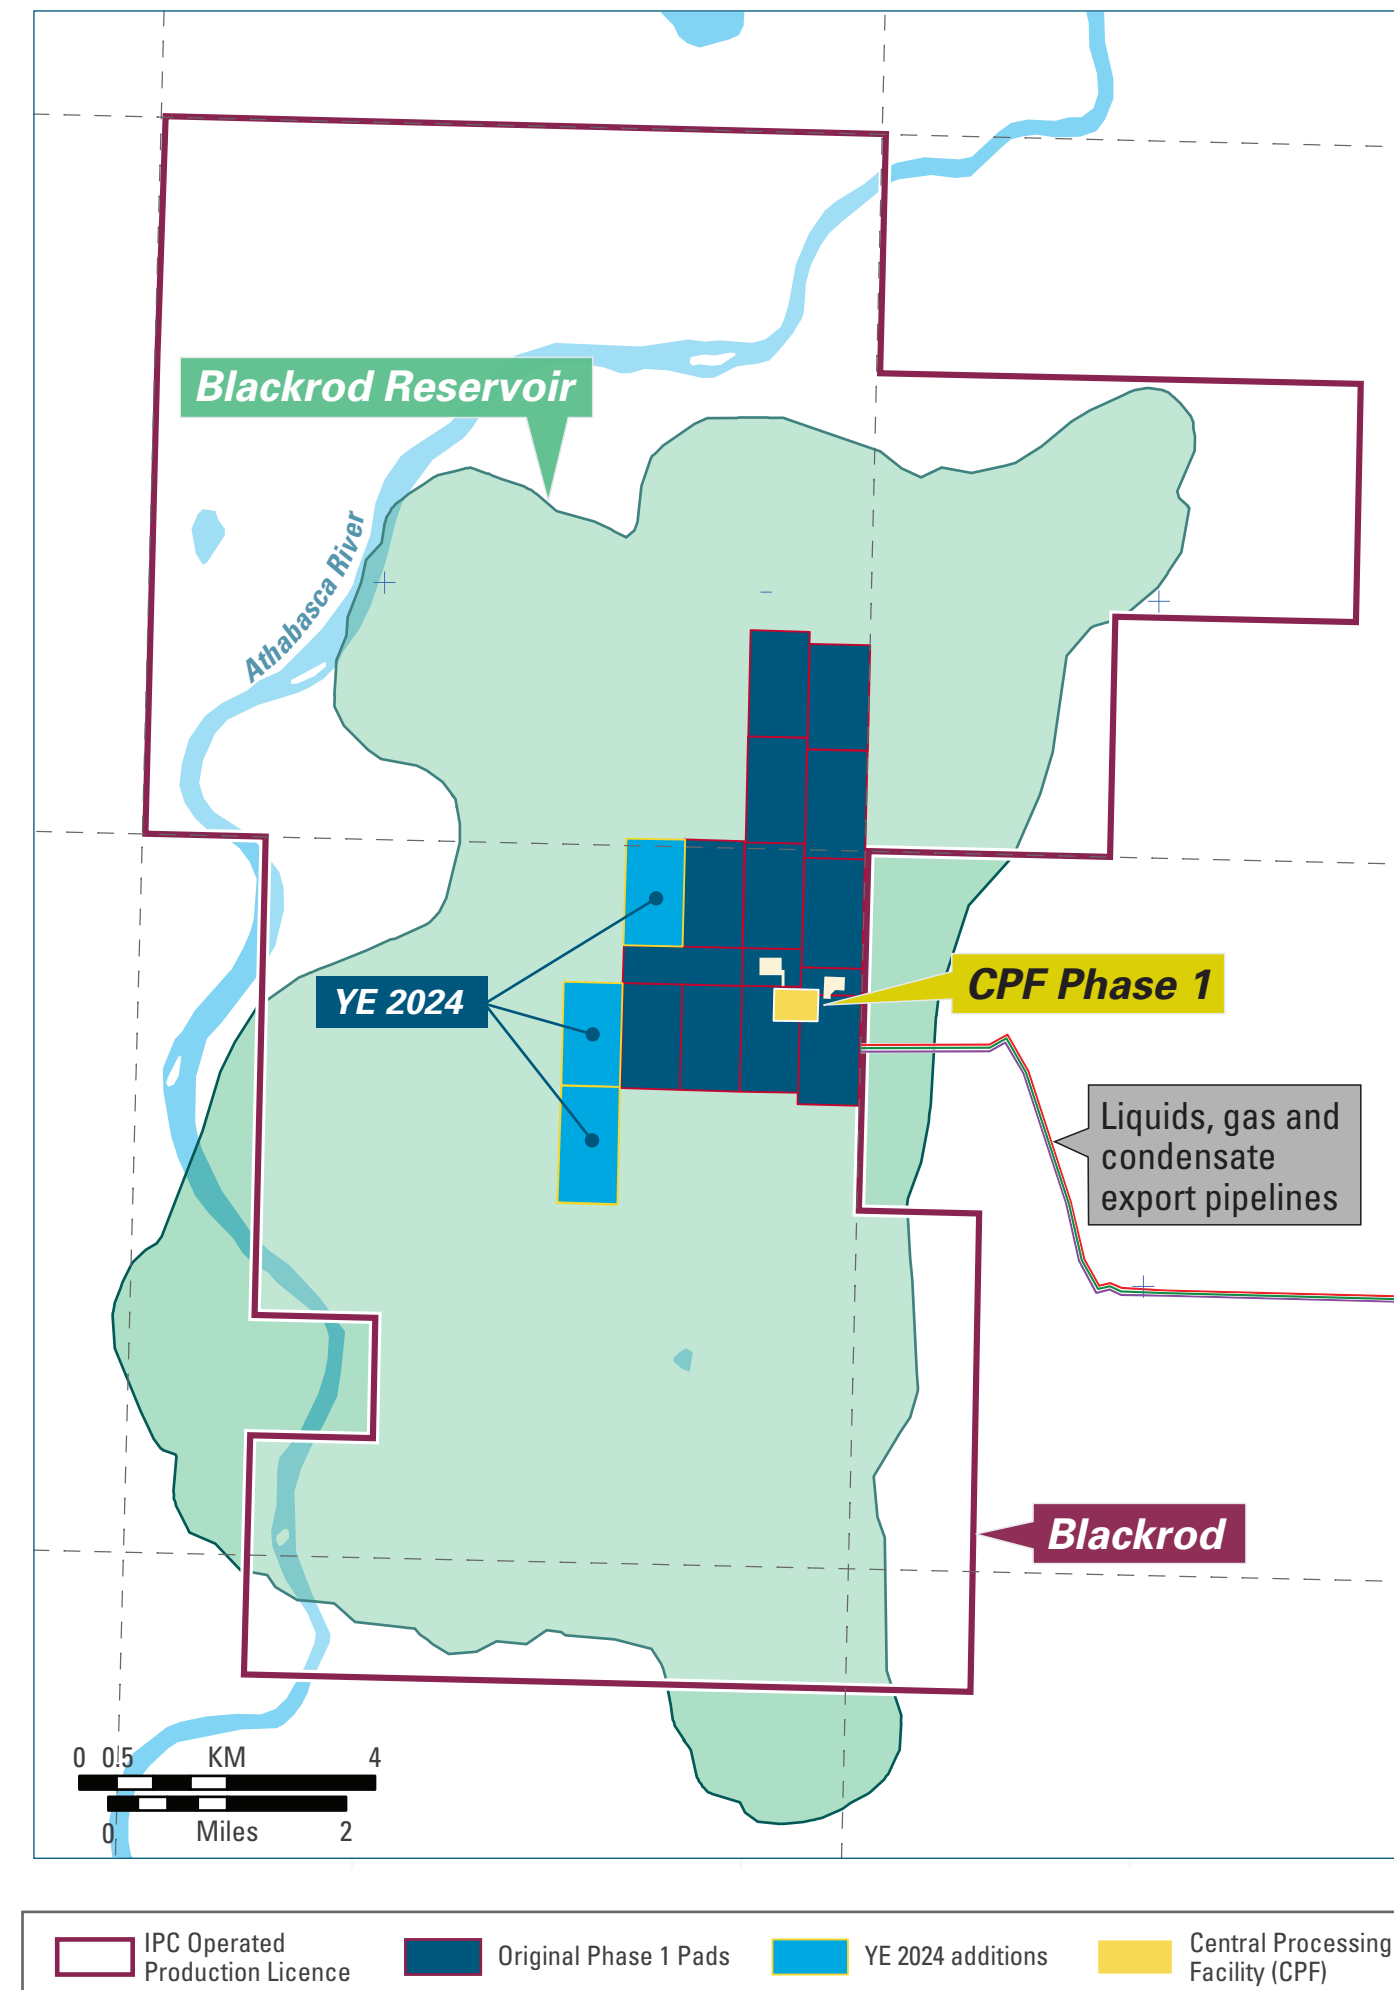 Blackrod Reservoir
Athabasca River
YE 2024
CPF Phase 1
Liquids, gas and
condensate
export pipelines
Blackrod
0 0.5 KM 4
0 Miles 2
IPC Operated
Production Licence
Original Phase 1 Pads
YE 2024 additions
Central Processing
Facility (CPF)